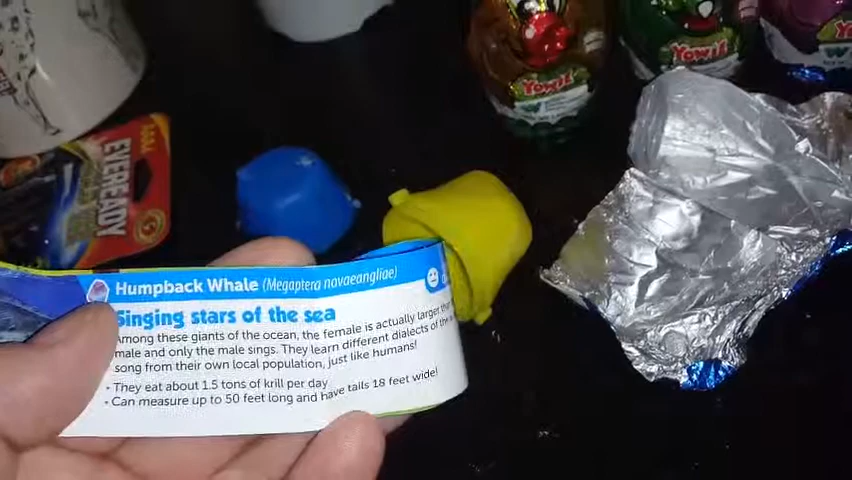 Yowie
Yowie
Yowie
EVEREADY
Humpback Whale (Megaptera novaeangliae)
Singing stars of the sea
Among these giants of the ocean, the female is actually larger
male and only the male sings. They learn different dialects of the
song from their own local population, just like humans!
• They eat about 1.5 tons of krill per day
• Can measure up to 50 feet long and have tails 18 feet wide!